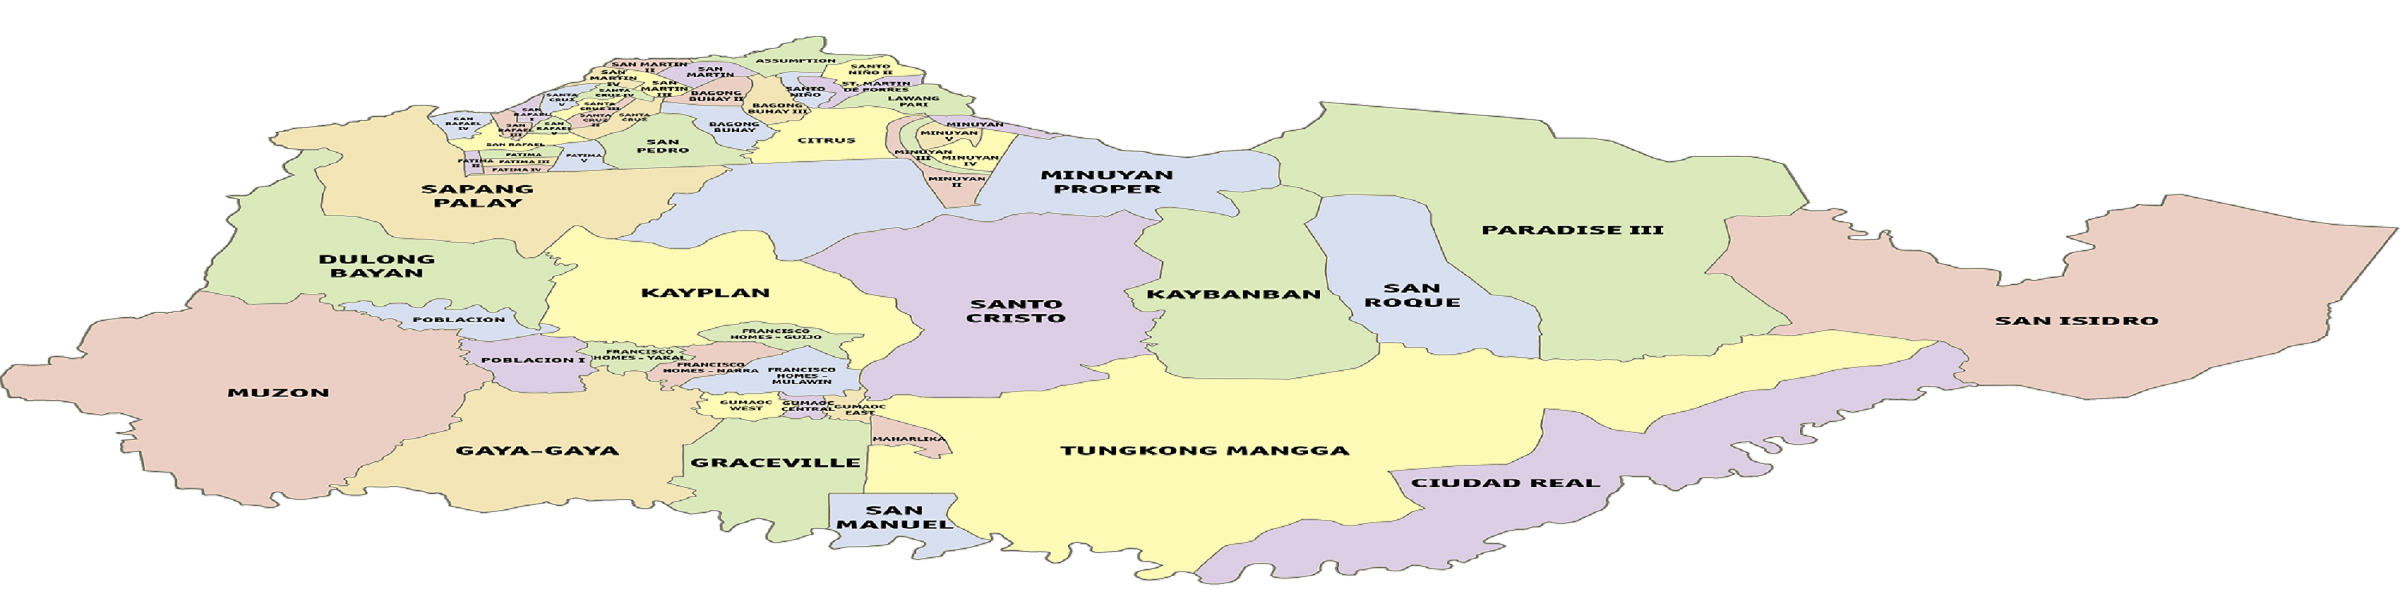 ASSUMPTION
SAN MARTIN
II
SAN
MARTIN
SANTO
NIÑO II
SAN
MARTIN
IV
SAN
MARTIN
III
ST. MARTIN
DE PORRES
SANTO
NIÑO
BAGONG
BUHAY II
SANTA
CRUZ
V
SANTA
CRUZ IV
LAWANG
PARI
SANTA
CRUZ III
BAGONG
BUHAY III
SAN
RAFAEL
I
SANTA
CRUZ
II
SANTA
CRUZ
SAN
RAFAEL
IV
SAN
RAFAEL
III
SAN
RAFAEL
V
BAGONG
BUHAY
MINUYAN
MINUYAN
V
SAN RAFAEL
SAN
PEDRO
CITRUS
MINUYAN
III
MINUYAN
IV
FATIMA
FATIMA
II
FATIMA III
FATIMA IV
FATIMA
V
MINUYAN
II
MINUYAN
PROPER
SAPANG
PALAY
PARADISE III
DULONG
BAYAN
KAYPLAN
SANTO
CRISTO
KAYBANBAN
SAN
ROQUE
SAN ISIDRO
POBLACION
FRANCISCO
HOMES - GUIJO
POBLACION I
FRANCISCO
HOMES - YAKAL
FRANCISCO
HOMES - NARRA
FRANCISCO
HOMES -
MULAWIN
MUZON
GUMAOC
WEST
GUMAOC
CENTRAL
GUMAOC
EAST
MAHARLIKA
GAYA-GAYA
GRACEVILLE
TUNGKONG MANGGA
CIUDAD REAL
SAN
MANUEL